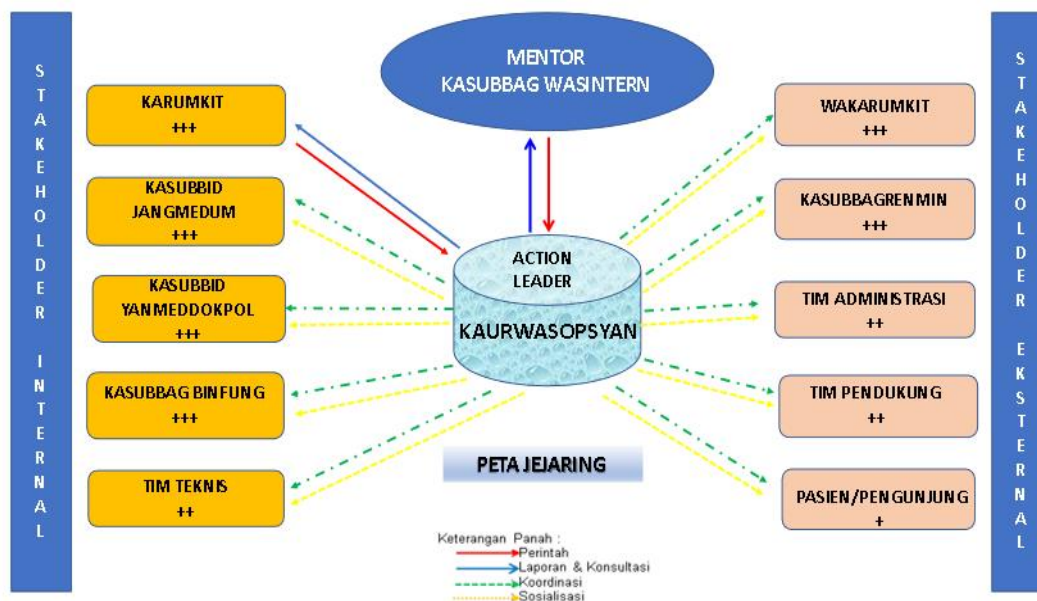 STAKEHOLDER INTERNAL
MENTOR
KASUBBAG WASINTERN
KARUMKIT
+++
KASUBBID
JANGMEDUM
+++
KASUBBID
YANMEDDOKPOL
+++
KASUBBAG BINFUNG
+++
TIM TEKNIS
++
ACTION
LEADER
KAURWASOPSYAN
PETA JEJARING
WAKARUMKIT
+++
KASUBBAGRENMIN
+++
TIM ADMINISTRASI
++
TIM PENDUKUNG
++
PASIEN/PENGUNJUNG
+
STAKEHOLDER EKSTERNAL
Keterangan Panah :
Perintah
Laporan & Konsultasi
Koordinasi
Sosialisasi